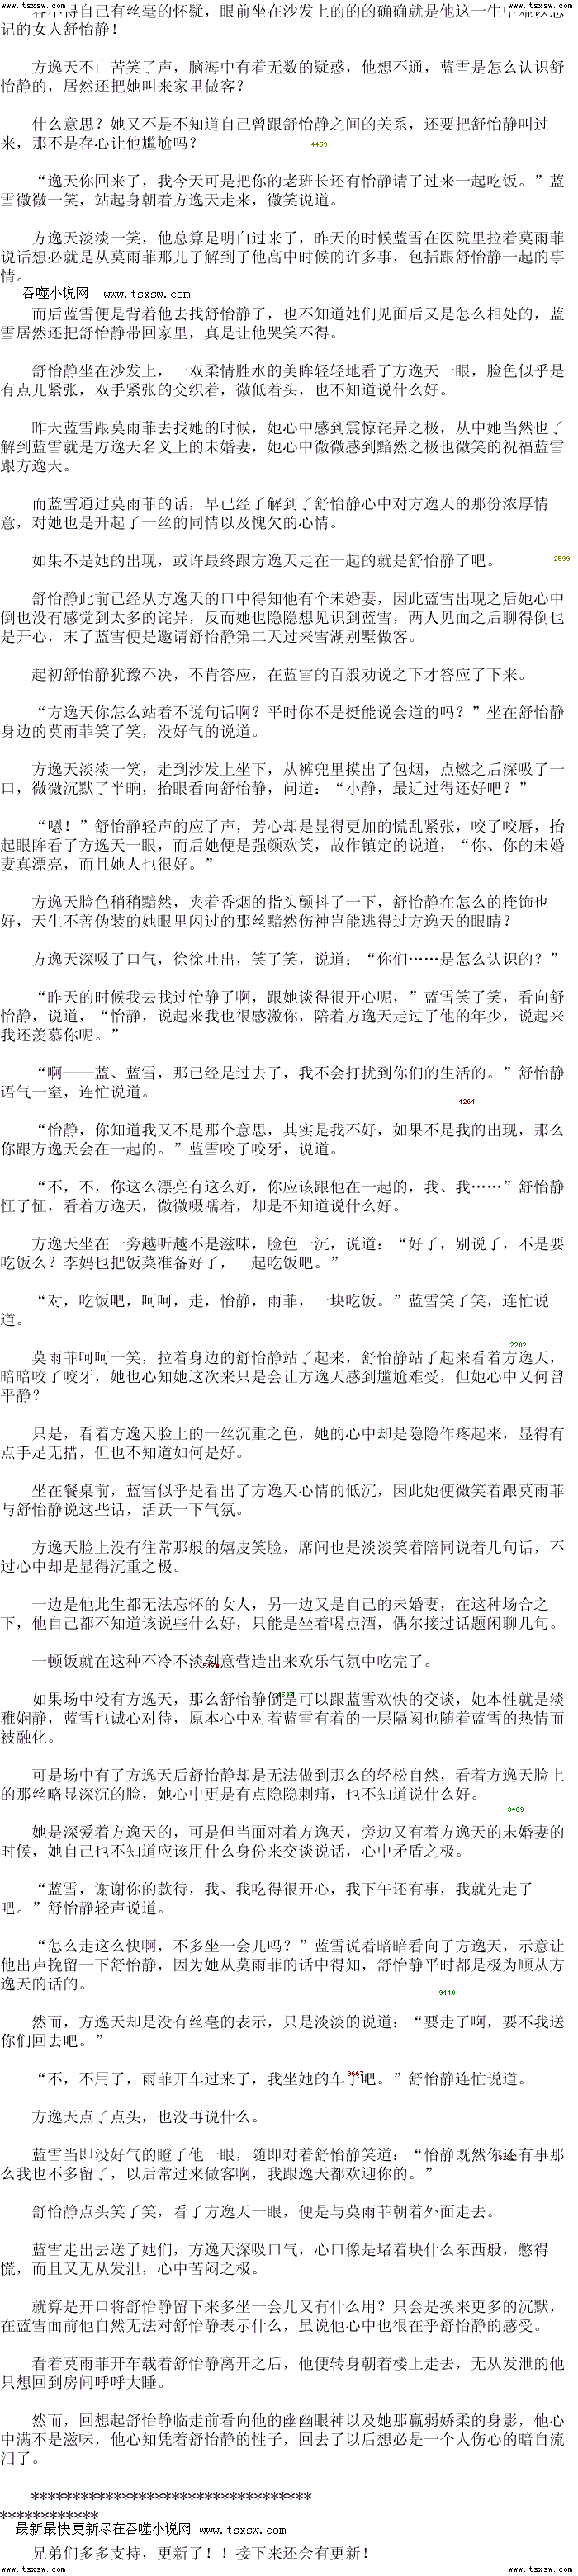 www.tsxsw.com www.tsxsw.com
容不得自己有丝毫的怀疑，眼前坐在沙发上的的的确确就是他这一生中难以忘
记的女人舒怡静！
方逸天不由苦笑了声，脑海中有着无数的疑惑，他想不通，蓝雪是怎么认识舒
怡静的，居然还把她叫来家里做客？
什么意思？她又不是不知道自己曾跟舒怡静之间的关系，还要把舒怡静叫过
来，那不是存心让他尴尬吗？
4459
“逸天你回来了，我今天可是把你的老班长还有怡静请了过来一起吃饭。”蓝
雪微微一笑，站起身朝着方逸天走来，微笑说道。
方逸天淡淡一笑，他总算是明白过来了，昨天的时候蓝雪在医院里拉着莫雨菲
说话想必就是从莫雨菲那儿了解到了他高中时候的许多事，包括跟舒怡静一起的事
情。
吞噬小说网 www.tsxsw.com
而后蓝雪便是背着他去找舒怡静了，也不知道她们见面后又是怎么相处的，蓝
雪居然还把舒怡静带回家里，真是让他哭笑不得。
舒怡静坐在沙发上，一双柔情胜水的美眸轻轻地看了方逸天一眼，脸色似乎是
有点儿紧张，双手紧张的交织着，微低着头，也不知道说什么好。
昨天蓝雪跟莫雨菲去找她的时候，她心中感到震惊诧异之极，从中她当然也了
解到蓝雪就是方逸天名义上的未婚妻，她心中微微感到黯然之极也微笑的祝福蓝雪
跟方逸天。
而蓝雪通过莫雨菲的话，早已经了解到了舒怡静心中对方逸天的那份浓厚情
意，对她也是升起了一丝的同情以及愧欠的心情。
如果不是她的出现，或许最终跟方逸天走在一起的就是舒怡静了吧。
2599
舒怡静此前已经从方逸天的口中得知他有个未婚妻，因此蓝雪出现之后她心中
倒也没有感觉到太多的诧异，反而她也隐隐想见识到蓝雪，两人见面之后聊得倒也
是开心，末了蓝雪便是邀请舒怡静第二天过来雪湖别墅做客。
起初舒怡静犹豫不决，不肯答应，在蓝雪的百般劝说之下才答应了下来。
“方逸天你怎么站着不说句话啊？平时你不是挺能说会道的吗？”坐在舒怡静
身边的莫雨菲笑了笑，没好气的说道。
方逸天淡淡一笑，走到沙发上坐下，从裤兜里摸出了包烟，点燃之后深吸了一
口，微微沉默了半晌，抬眼看向舒怡静，问道：“小静，最近过得还好吧？”
“嗯！”舒怡静轻声的应了声，芳心却是显得更加的慌乱紧张，咬了咬唇，抬
起眼眸看了方逸天一眼，而后她便是强颜欢笑，故作镇定的说道，“你、你的未婚
妻真漂亮，而且她人也很好。”
方逸天脸色稍稍黯然，夹着香烟的指头颤抖了一下，舒怡静在怎么的掩饰也
好，天生不善伪装的她眼里闪过的那丝黯然伤神岂能逃得过方逸天的眼睛？
方逸天深吸了口气，徐徐吐出，笑了笑，说道：“你们……是怎么认识的？”
“昨天的时候我去找过怡静了啊，跟她谈得很开心呢，”蓝雪笑了笑，看向舒
怡静，说道，“怡静，说起来我也很感激你，陪着方逸天走过了他的年少，说起来
我还羡慕你呢。”
“啊——蓝、蓝雪，那已经是过去了，我不会打扰到你们的生活的。”舒怡静
语气一窒，连忙说道。
4264
“怡静，你知道我又不是那个意思，其实是我不好，如果不是我的出现，那么
你跟方逸天会在一起的。”蓝雪咬了咬牙，说道。
“不，不，你这么漂亮有这么好，你应该跟他在一起的，我、我……”舒怡静
怔了怔，看着方逸天，微微嗫嚅着，却是不知道说什么好。
方逸天坐在一旁越听越不是滋味，脸色一沉，说道：“好了，别说了，不是要
吃饭么？李妈也把饭菜准备好了，一起吃饭吧。”
“对，吃饭吧，呵呵，走，怡静，雨菲，一块吃饭。”蓝雪笑了笑，连忙说
道。
2202
莫雨菲呵呵一笑，拉着身边的舒怡静站了起来，舒怡静站了起来看着方逸天，
暗暗咬了咬牙，她也心知她这次来只是会让方逸天感到尴尬难受，但她心中又何曾
平静？
只是，看着方逸天脸上的一丝沉重之色，她的心中却是隐隐作疼起来，显得有
点手足无措，但也不知道如何是好。
坐在餐桌前，蓝雪似乎是看出了方逸天心情的低沉，因此她便微笑着跟莫雨菲
与舒怡静说这些话，活跃一下气氛。
方逸天脸上没有往常那般的嬉皮笑脸，席间也是淡淡笑着陪同说着几句话，不
过心中却是显得沉重之极。
一边是他此生都无法忘怀的女人，另一边又是自己的未婚妻，在这种场合之
下，他自己都不知道该说些什么好，只能是坐着喝点酒，偶尔接过话题闲聊几句。
一顿饭就在这种不冷不淡刻意营造出来欢乐气氛中吃完了。
如果场中没有方逸天，那么舒怡静倒是可以跟蓝雪欢快的交谈，她本性就是淡
雅娴静，蓝雪也诚心对待，原本心中对着蓝雪有着的一层隔阂也随着蓝雪的热情而
被融化。
可是场中有了方逸天后舒怡静却是无法做到那么的轻松自然，看着方逸天脸上
的那丝略显深沉的脸，她心中更是有点隐隐刺痛，也不知道说什么好。
3489
她是深爱着方逸天的，可是但当面对着方逸天，旁边又有着方逸天的未婚妻的
时候，她自己也不知道应该用什么身份来交谈说话，心中矛盾之极。
“蓝雪，谢谢你的款待，我、我吃得很开心，我下午还有事，我就先走了
吧。”舒怡静轻声说道。
“怎么走这么快啊，不多坐一会儿吗？”蓝雪说着暗暗看向了方逸天，示意让
他出声挽留一下舒怡静，因为她从莫雨菲的话中得知，舒怡静平时都是极为顺从方
逸天的话的。
9440
然而，方逸天却是没有丝毫的表示，只是淡淡的说道：“要走了啊，要不我送
你们回去吧。”
“不，不用了，雨菲开车过来了，我坐她的车子吧。”舒怡静连忙说道。
方逸天点了点头，也没再说什么。
蓝雪当即没好气的瞪了他一眼，随即对着舒怡静笑道：“怡静既然你还有事那
么我也不多留了，以后常过来做客啊，我跟逸天都欢迎你的。”
舒怡静点头笑了笑，看了方逸天一眼，便是与莫雨菲朝着外面走去。
蓝雪走出去送了她们，方逸天深吸口气，心口像是堵着块什么东西般，憋得
慌，而且又无从发泄，心中苦闷之极。
就算是开口将舒怡静留下来多坐一会儿又有什么用？只会是换来更多的沉默，
在蓝雪面前他自然无法对舒怡静表示什么，虽说他心中也很在乎舒怡静的感受。
看着莫雨菲开车载着舒怡静离开之后，他便转身朝着楼上走去，无从发泄的他
只想回到房间呼呼大睡。
然而，回想起舒怡静临走前看向他的幽幽眼神以及她那羸弱娇柔的身影，他心
中满不是滋味，他心知凭着舒怡静的性子，回去了以后想必是一个人伤心的暗自流
泪了。
**********************************
************
最新最快更新尽在吞噬小说网 www.tsxsw.com
兄弟们多多支持，更新了！！接下来还会有更新！
www.tsxsw.com www.tsxsw.com